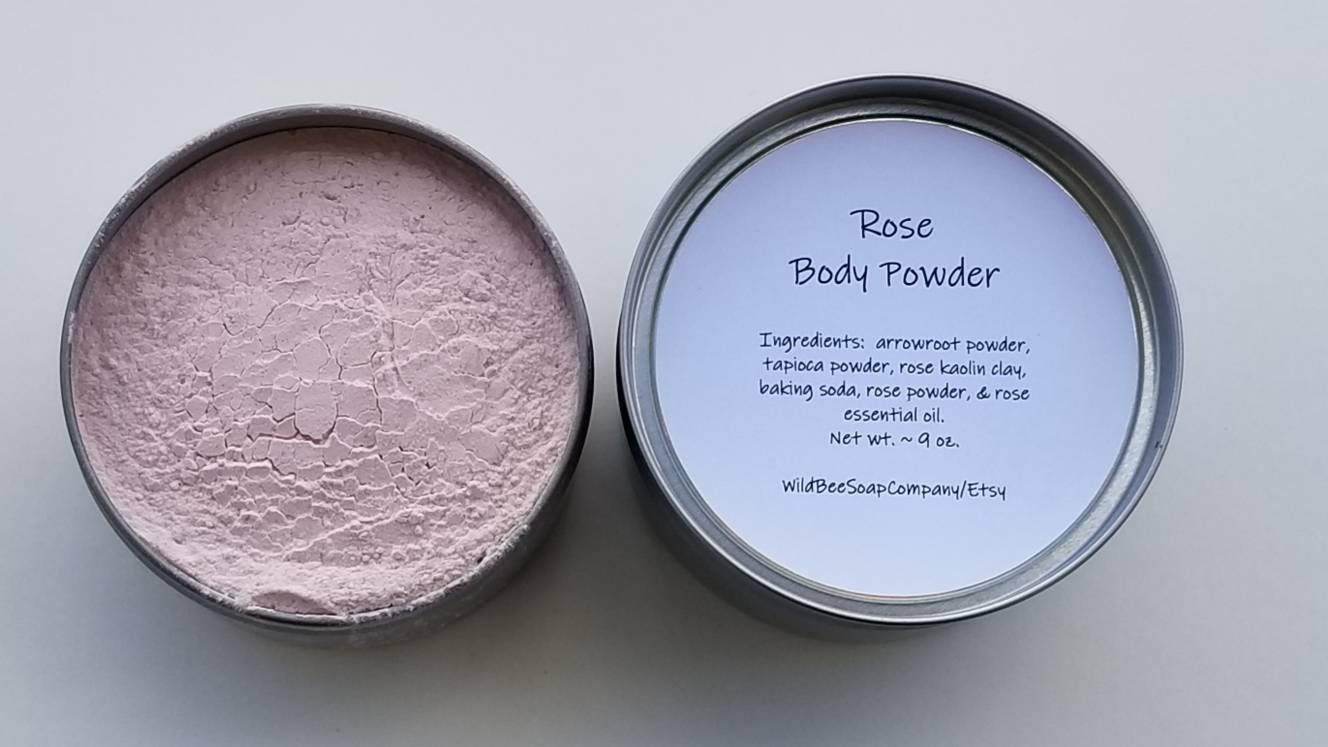 Rose
Body Powder
Ingredients: arrowroot powder,
tapioca powder, rose kaolin clay,
baking soda, rose powder, & rose
essential oil.
Net wt. ~ 9 oz.
WildBeeSoapCompany/Etsy